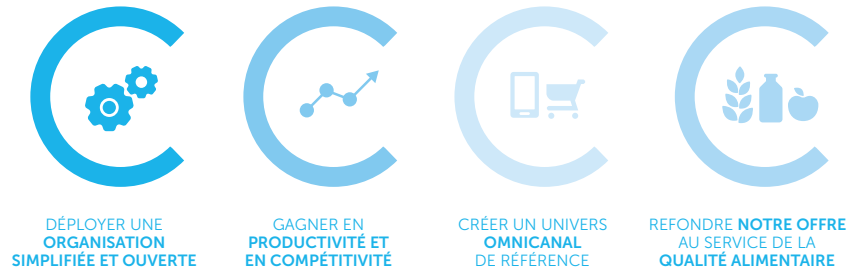 DÉPLOYER UNE
ORGANISATION
SIMPLIFIÉE ET OUVERTE
GAGNER EN
PRODUCTIVITÉ ET
EN COMPÉTITIVITÉ
CRÉER UN UNIVERS
OMNICANAL
DE RÉFÉRENCE
REFONDRE NOTRE OFFRE
AU SERVICE DE LA
QUALITÉ ALIMENTAIRE